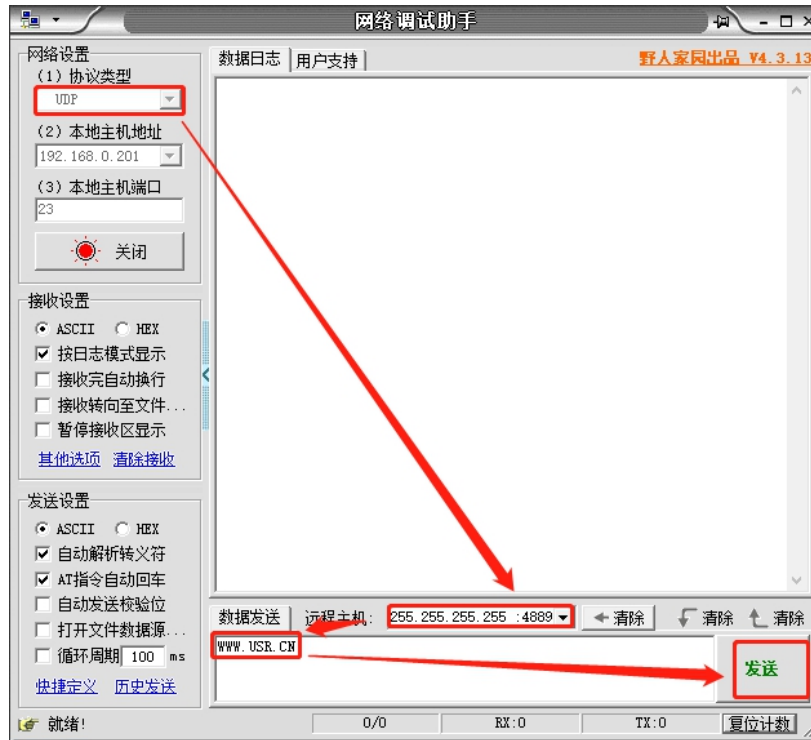 网络调试助手
网络设置
(1) 协议类型
UDP
(2) 本地主机地址
192.168.0.201
(3) 本地主机端口
23
关闭
接收设置
ASCII HEX
按日志模式显示
接收完自动换行
接收转向至文件...
暂停接收区显示
其他选项 清除接收
发送设置
ASCII HEX
自动解析转义符
AT指令自动回车
自动发送校验位
打开文件数据源...
循环周期 100 ms
快捷定义 历史发送
数据日志 用户支持
野人家园出品 V4.3.13
数据发送 远程主机: 255.255.255.255 :4889 清除 清除 清除
WWW.USR.CN
发送
就绪! 0/0 RX:0 TX:0 复位计数